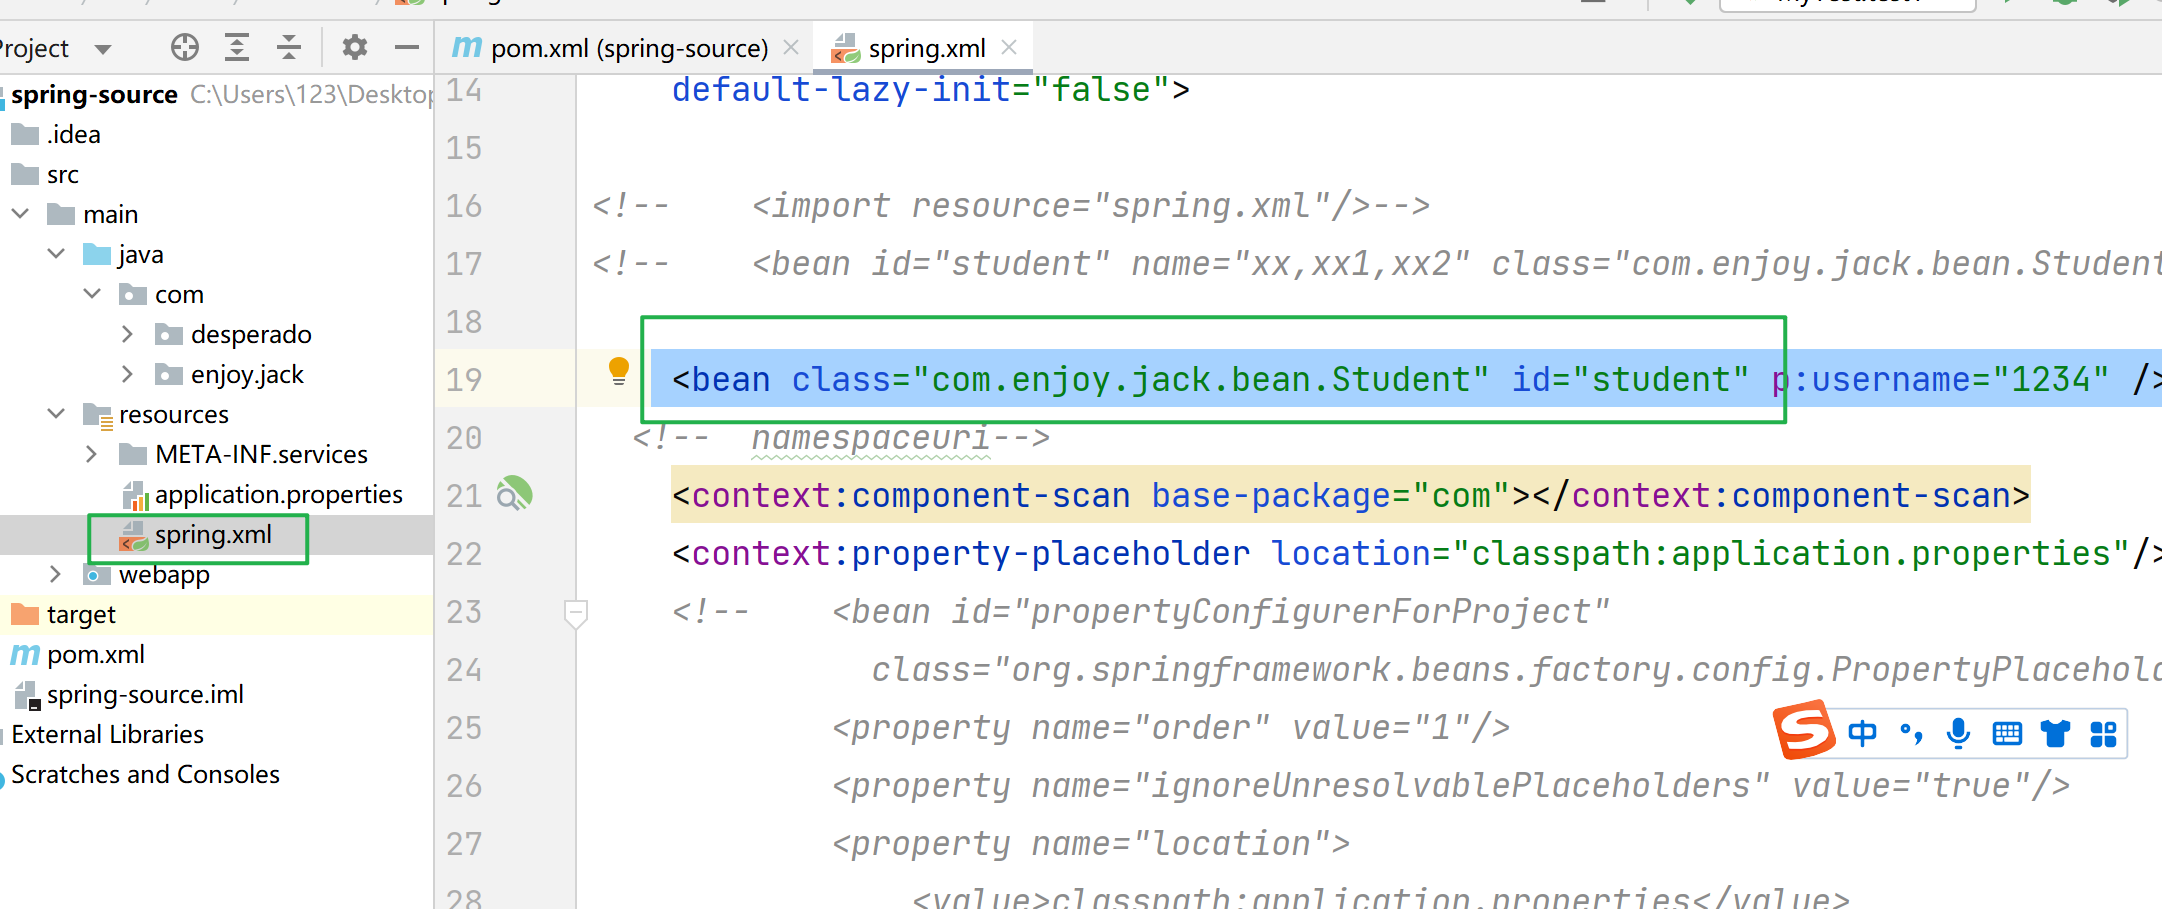 Project
pom.xml (spring-source)
spring.xml
spring-source C:\Users\123\Desktop
.idea
src
main
java
com
desperado
enjoy.jack
resources
META-INF.services
application.properties
spring.xml
webapp
target
pom.xml
spring-source.iml
External Libraries
Scratches and Consoles
14 default-lazy-init="false">
15
16 <!-- <import resource="spring.xml"/>-->
17 <!-- <bean id="student" name="xx,xx1,xx2" class="com.enjoy.jack.bean.Student
18
19 <bean class="com.enjoy.jack.bean.Student" id="student" p:username="1234" />
20 <!-- namespaceuri-->
21 <context:component-scan base-package="com"></context:component-scan>
22 <context:property-placeholder location="classpath:application.properties"/>
23 <!-- <bean id="propertyConfigurerForProject"
24 class="org.springframework.beans.factory.config.PropertyPlacehol
25 <property name="order" value="1"/>
26 <property name="ignoreUnresolvablePlaceholders" value="true"/>
27 <property name="location">
28 <value>classpath:application.properties</value>
中